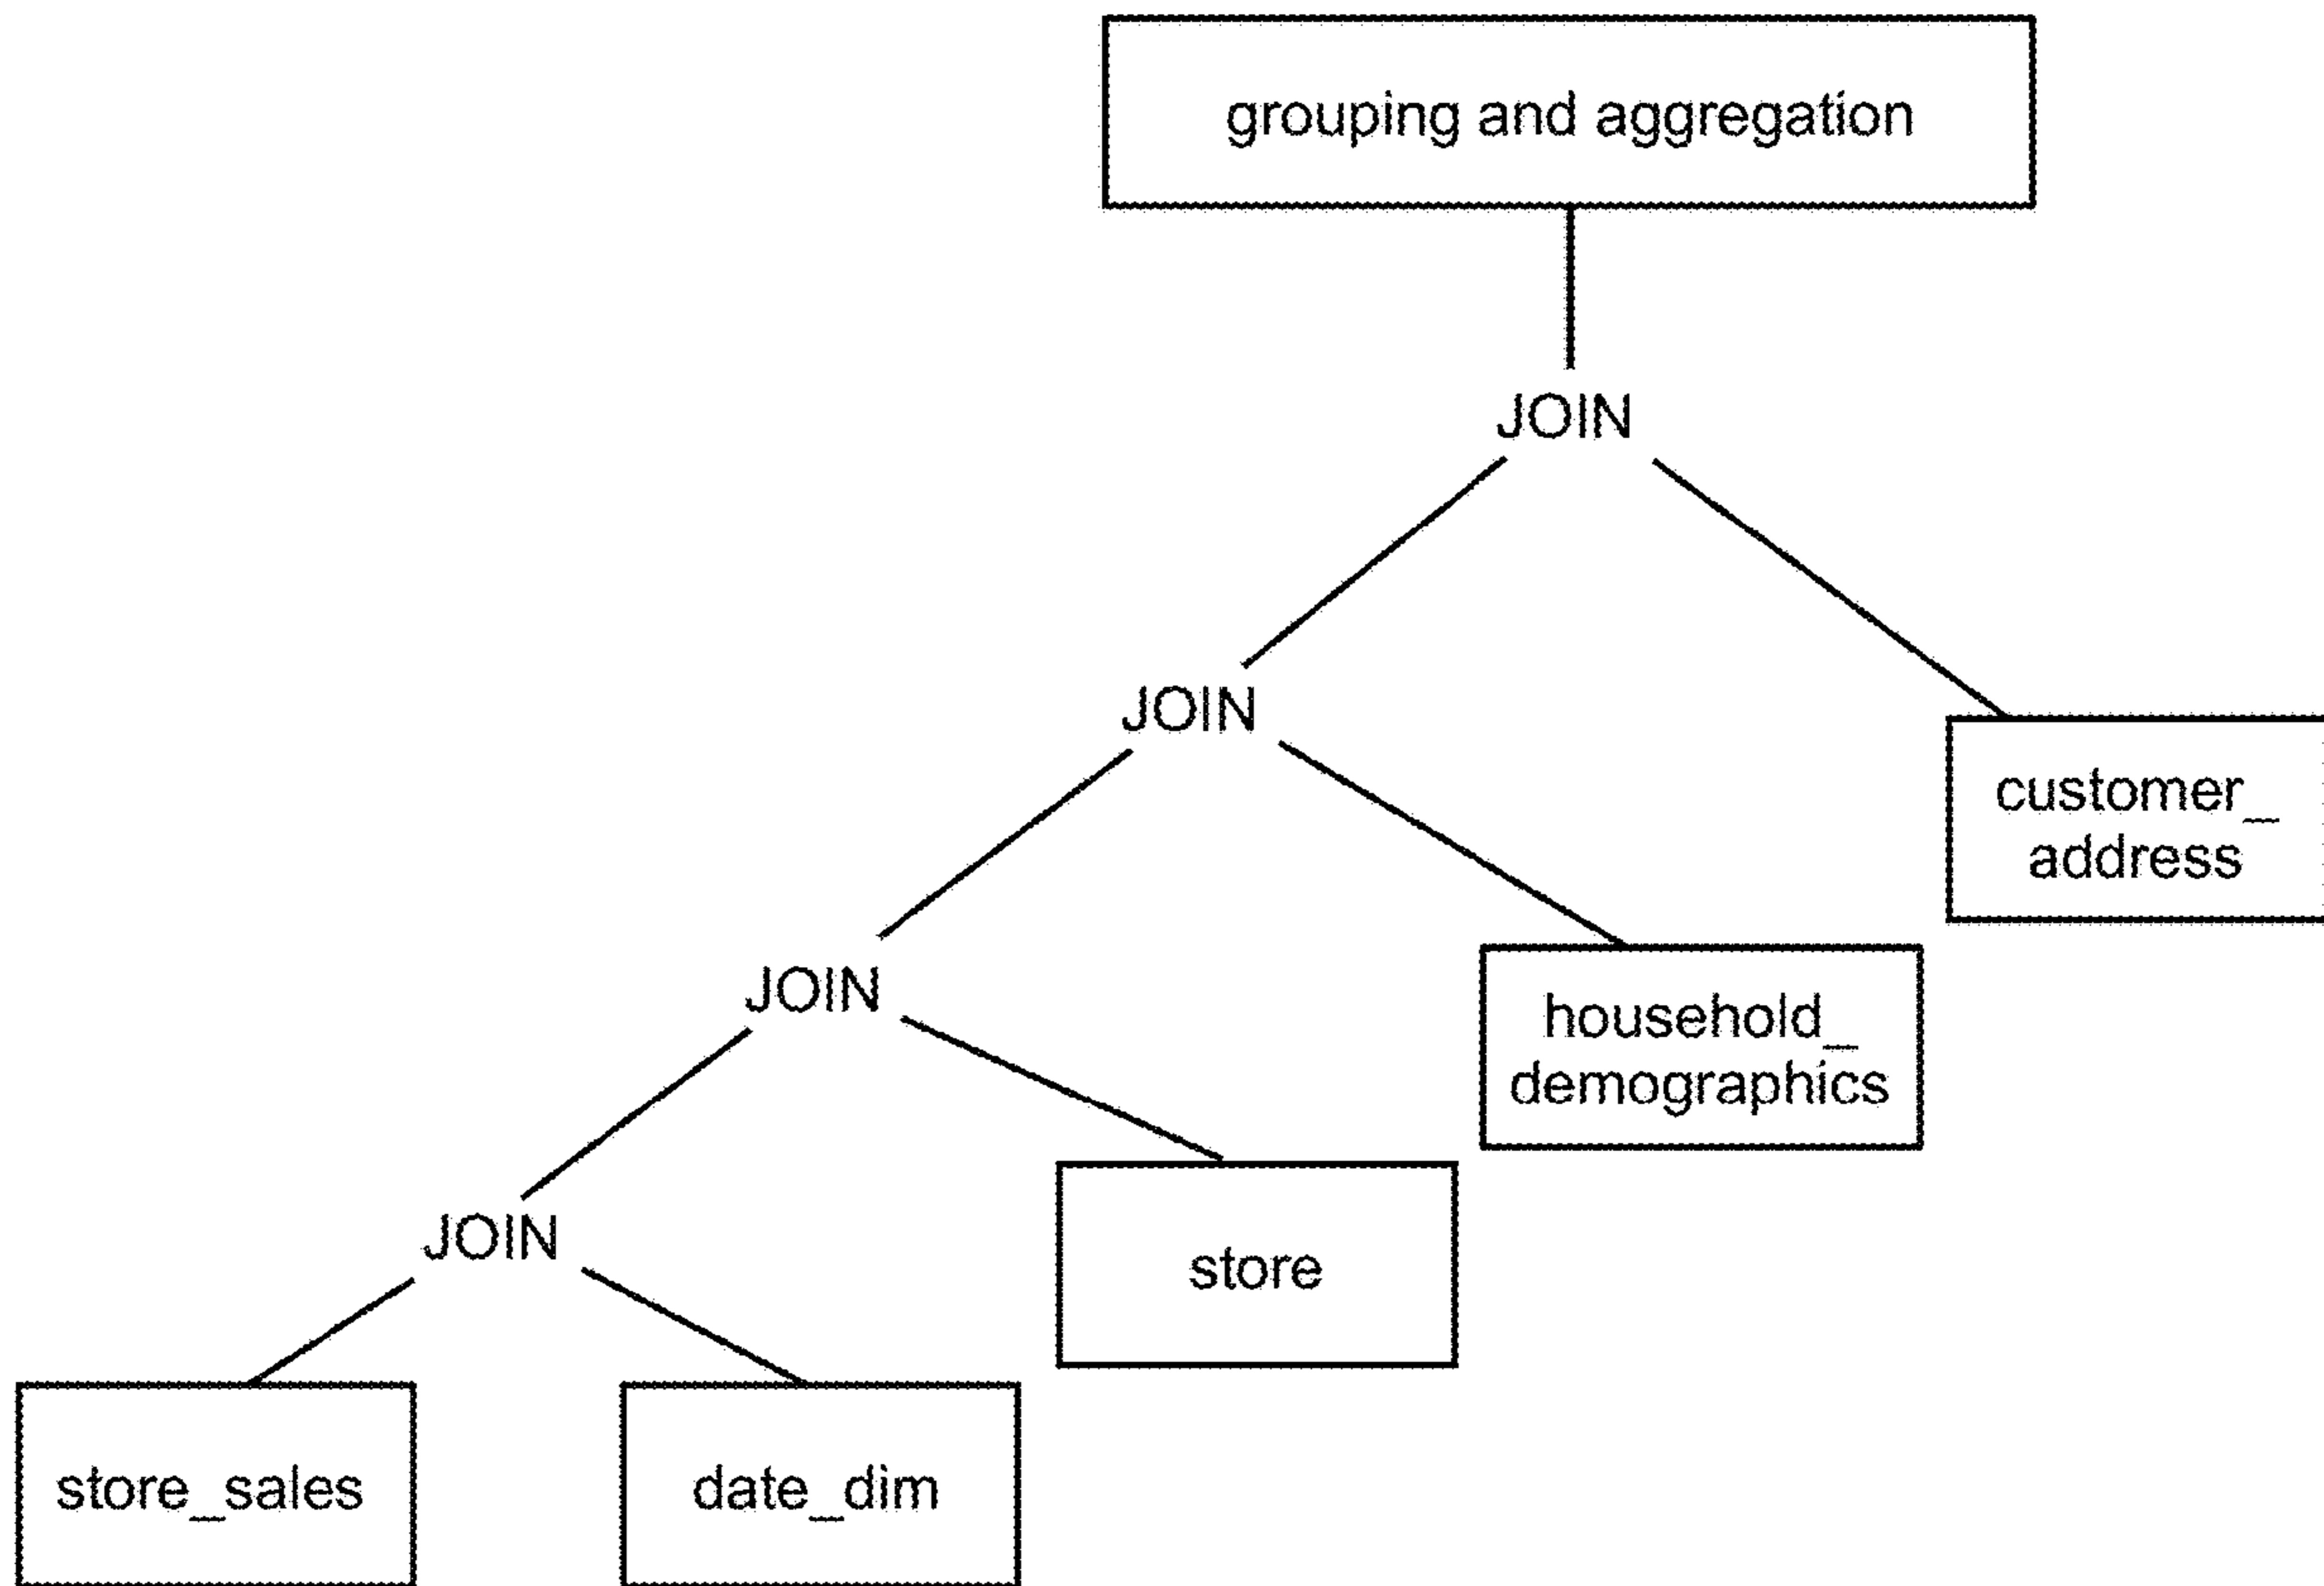 grouping and aggregation
JOIN
JOIN
customer_
address
JOIN
household_
demographics
JOIN
store
store_sales
date_dim